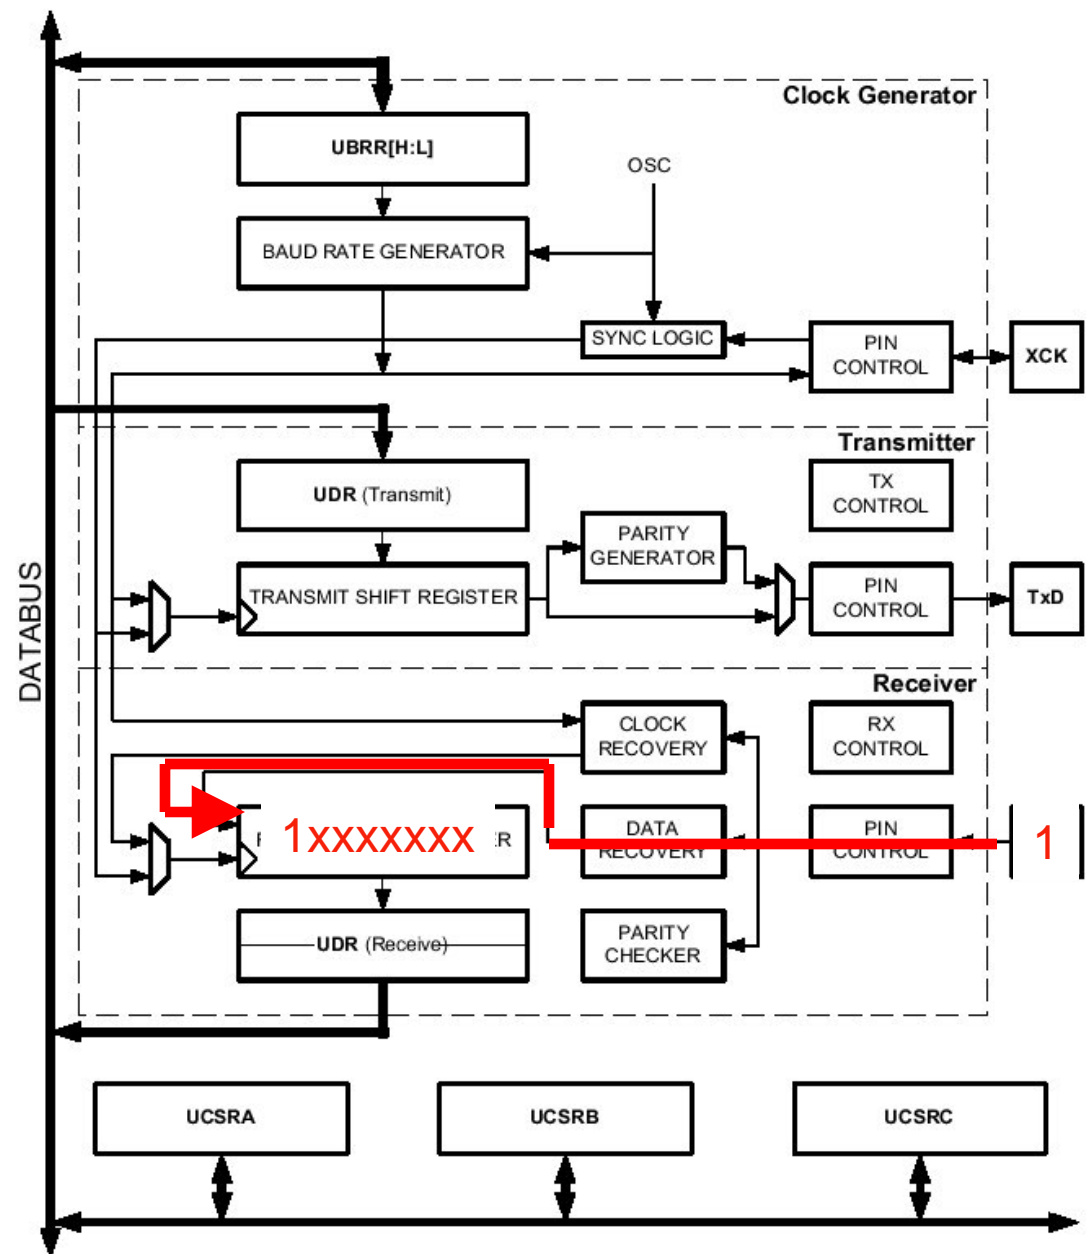 Clock Generator
UBRR[H:L]
OSC
BAUD RATE GENERATOR
SYNC LOGIC
PIN
CONTROL
XCK
Transmitter
UDR (Transmit)
TX
CONTROL
PARITY
GENERATOR
TRANSMIT SHIFT REGISTER
PIN
CONTROL
TxD
DATABUS
Receiver
CLOCK
RECOVERY
RX
CONTROL
1xxxxxxx
R
DATA
RECOVERY
PIN
CONTROL
1
UDR (Receive)
PARITY
CHECKER
UCSRA
UCSRB
UCSRC